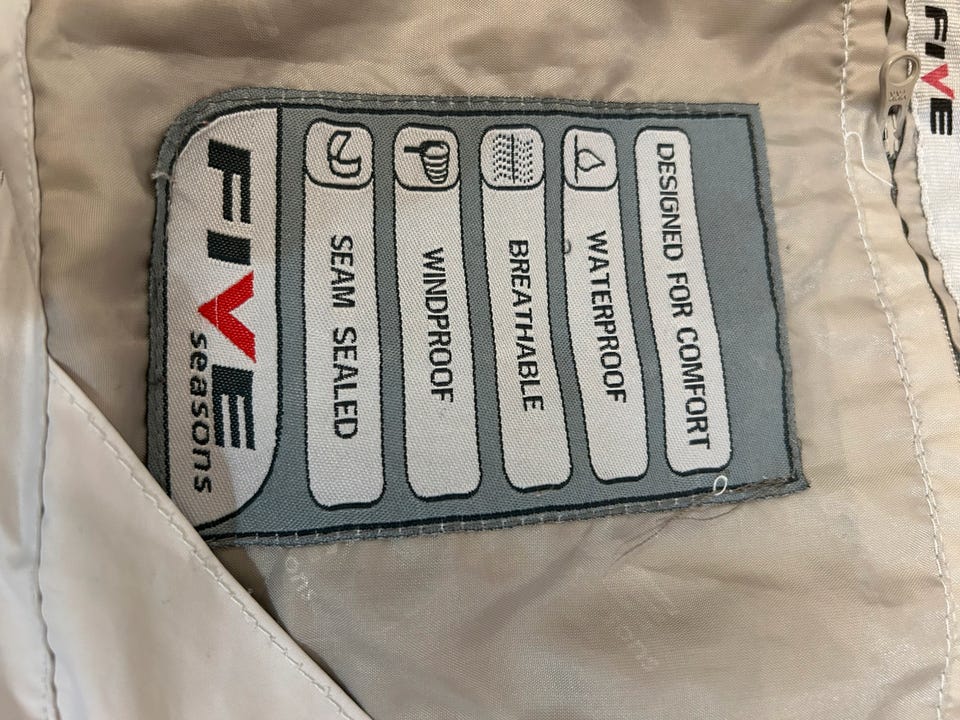 DESIGNED FOR COMFORT
WATERPROOF
BREATHABLE
WINDPROOF
SEAM SEALED
FIVE
seasons
FIVE